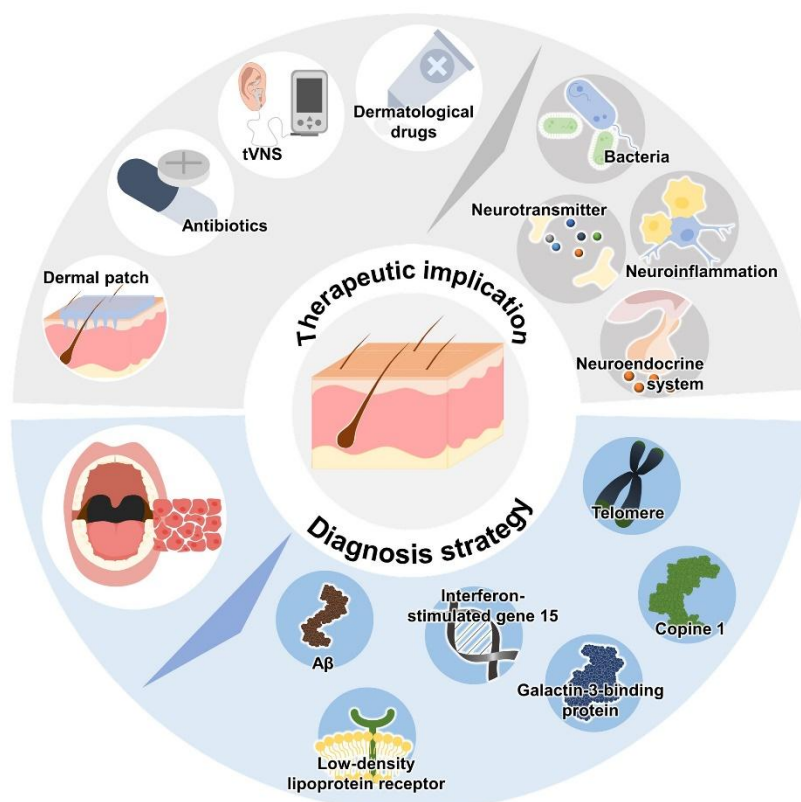 Dermatological
drugs
tVNS
Antibiotics
Dermal patch
Bacteria
Neurotransmitter
Neuroinflammation
Neuroendocrine
system
Therapeutic implication
Diagnosis strategy
Telomere
Copine 1
Galactin-3-binding
protein
Interferon-
stimulated gene 15
Aβ
Low-density
lipoprotein receptor